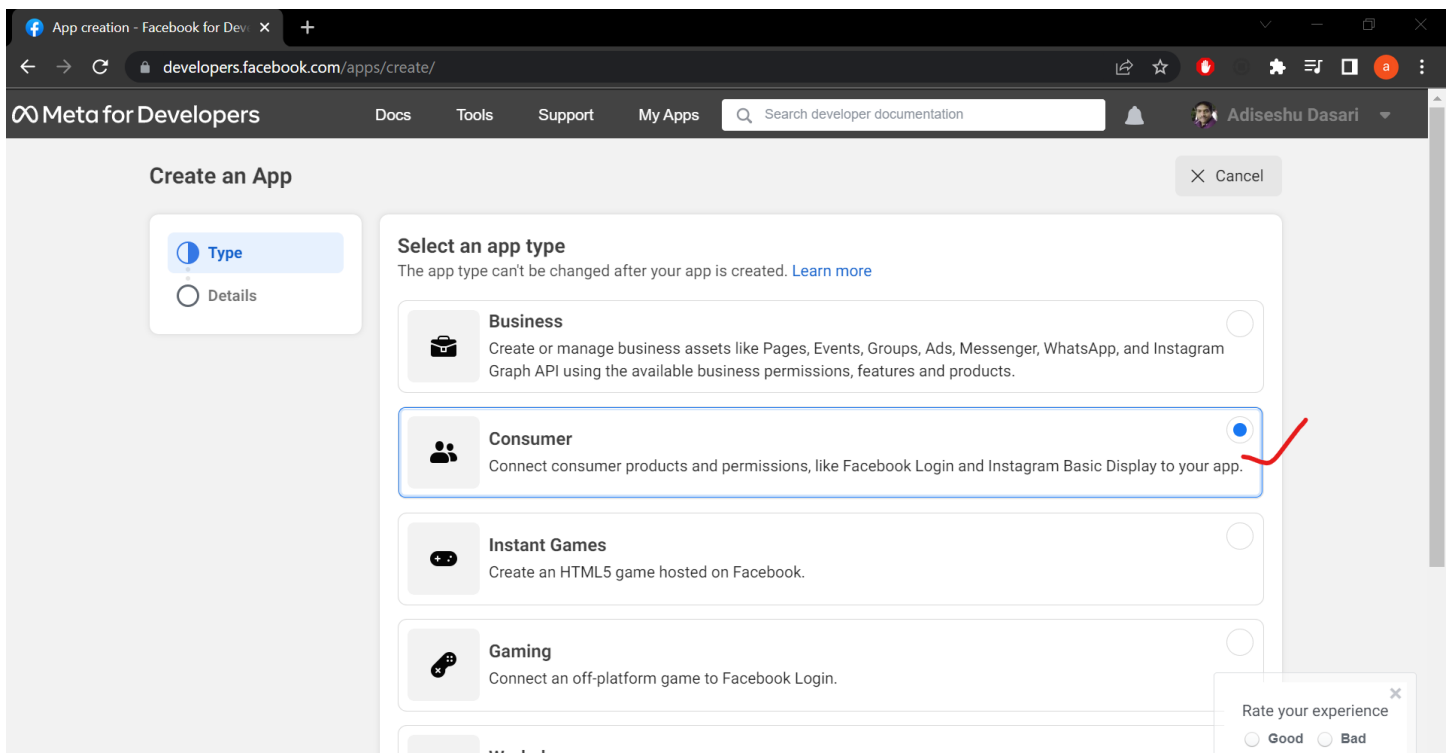 App creation - Facebook for Dev
developers.facebook.com/apps/create/
a
Meta for Developers
Docs
Tools
Support
My Apps
Search developer documentation
Adiseshu Dasari
Create an App
Cancel
Type
Details
Select an app type
The app type can't be changed after your app is created. Learn more
Business
Create or manage business assets like Pages, Events, Groups, Ads, Messenger, WhatsApp, and Instagram
Graph API using the available business permissions, features and products.
Consumer
Connect consumer products and permissions, like Facebook Login and Instagram Basic Display to your app.
Instant Games
Create an HTML5 game hosted on Facebook.
Gaming
Connect an off-platform game to Facebook Login.
Rate your experience
Good
Bad